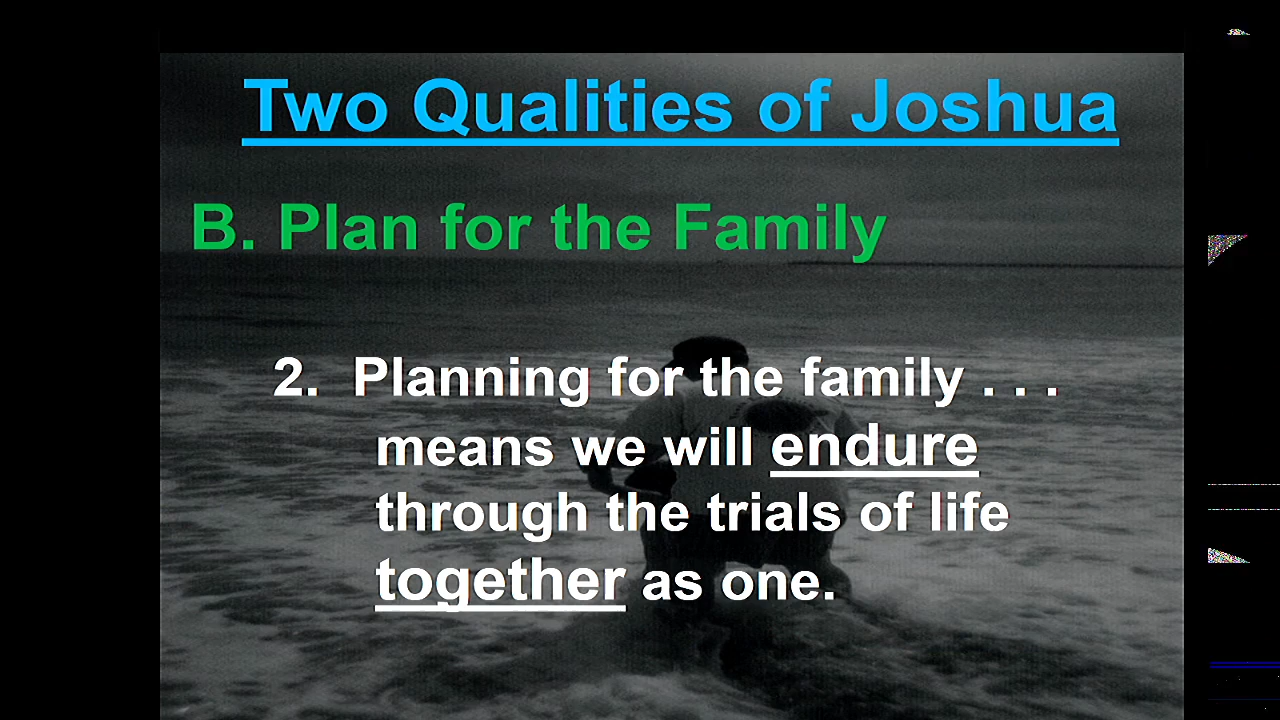 Two Qualities of Joshua
B. Plan for the Family
2. Planning for the family . . .
means we will endure
through the trials of life
together as one.